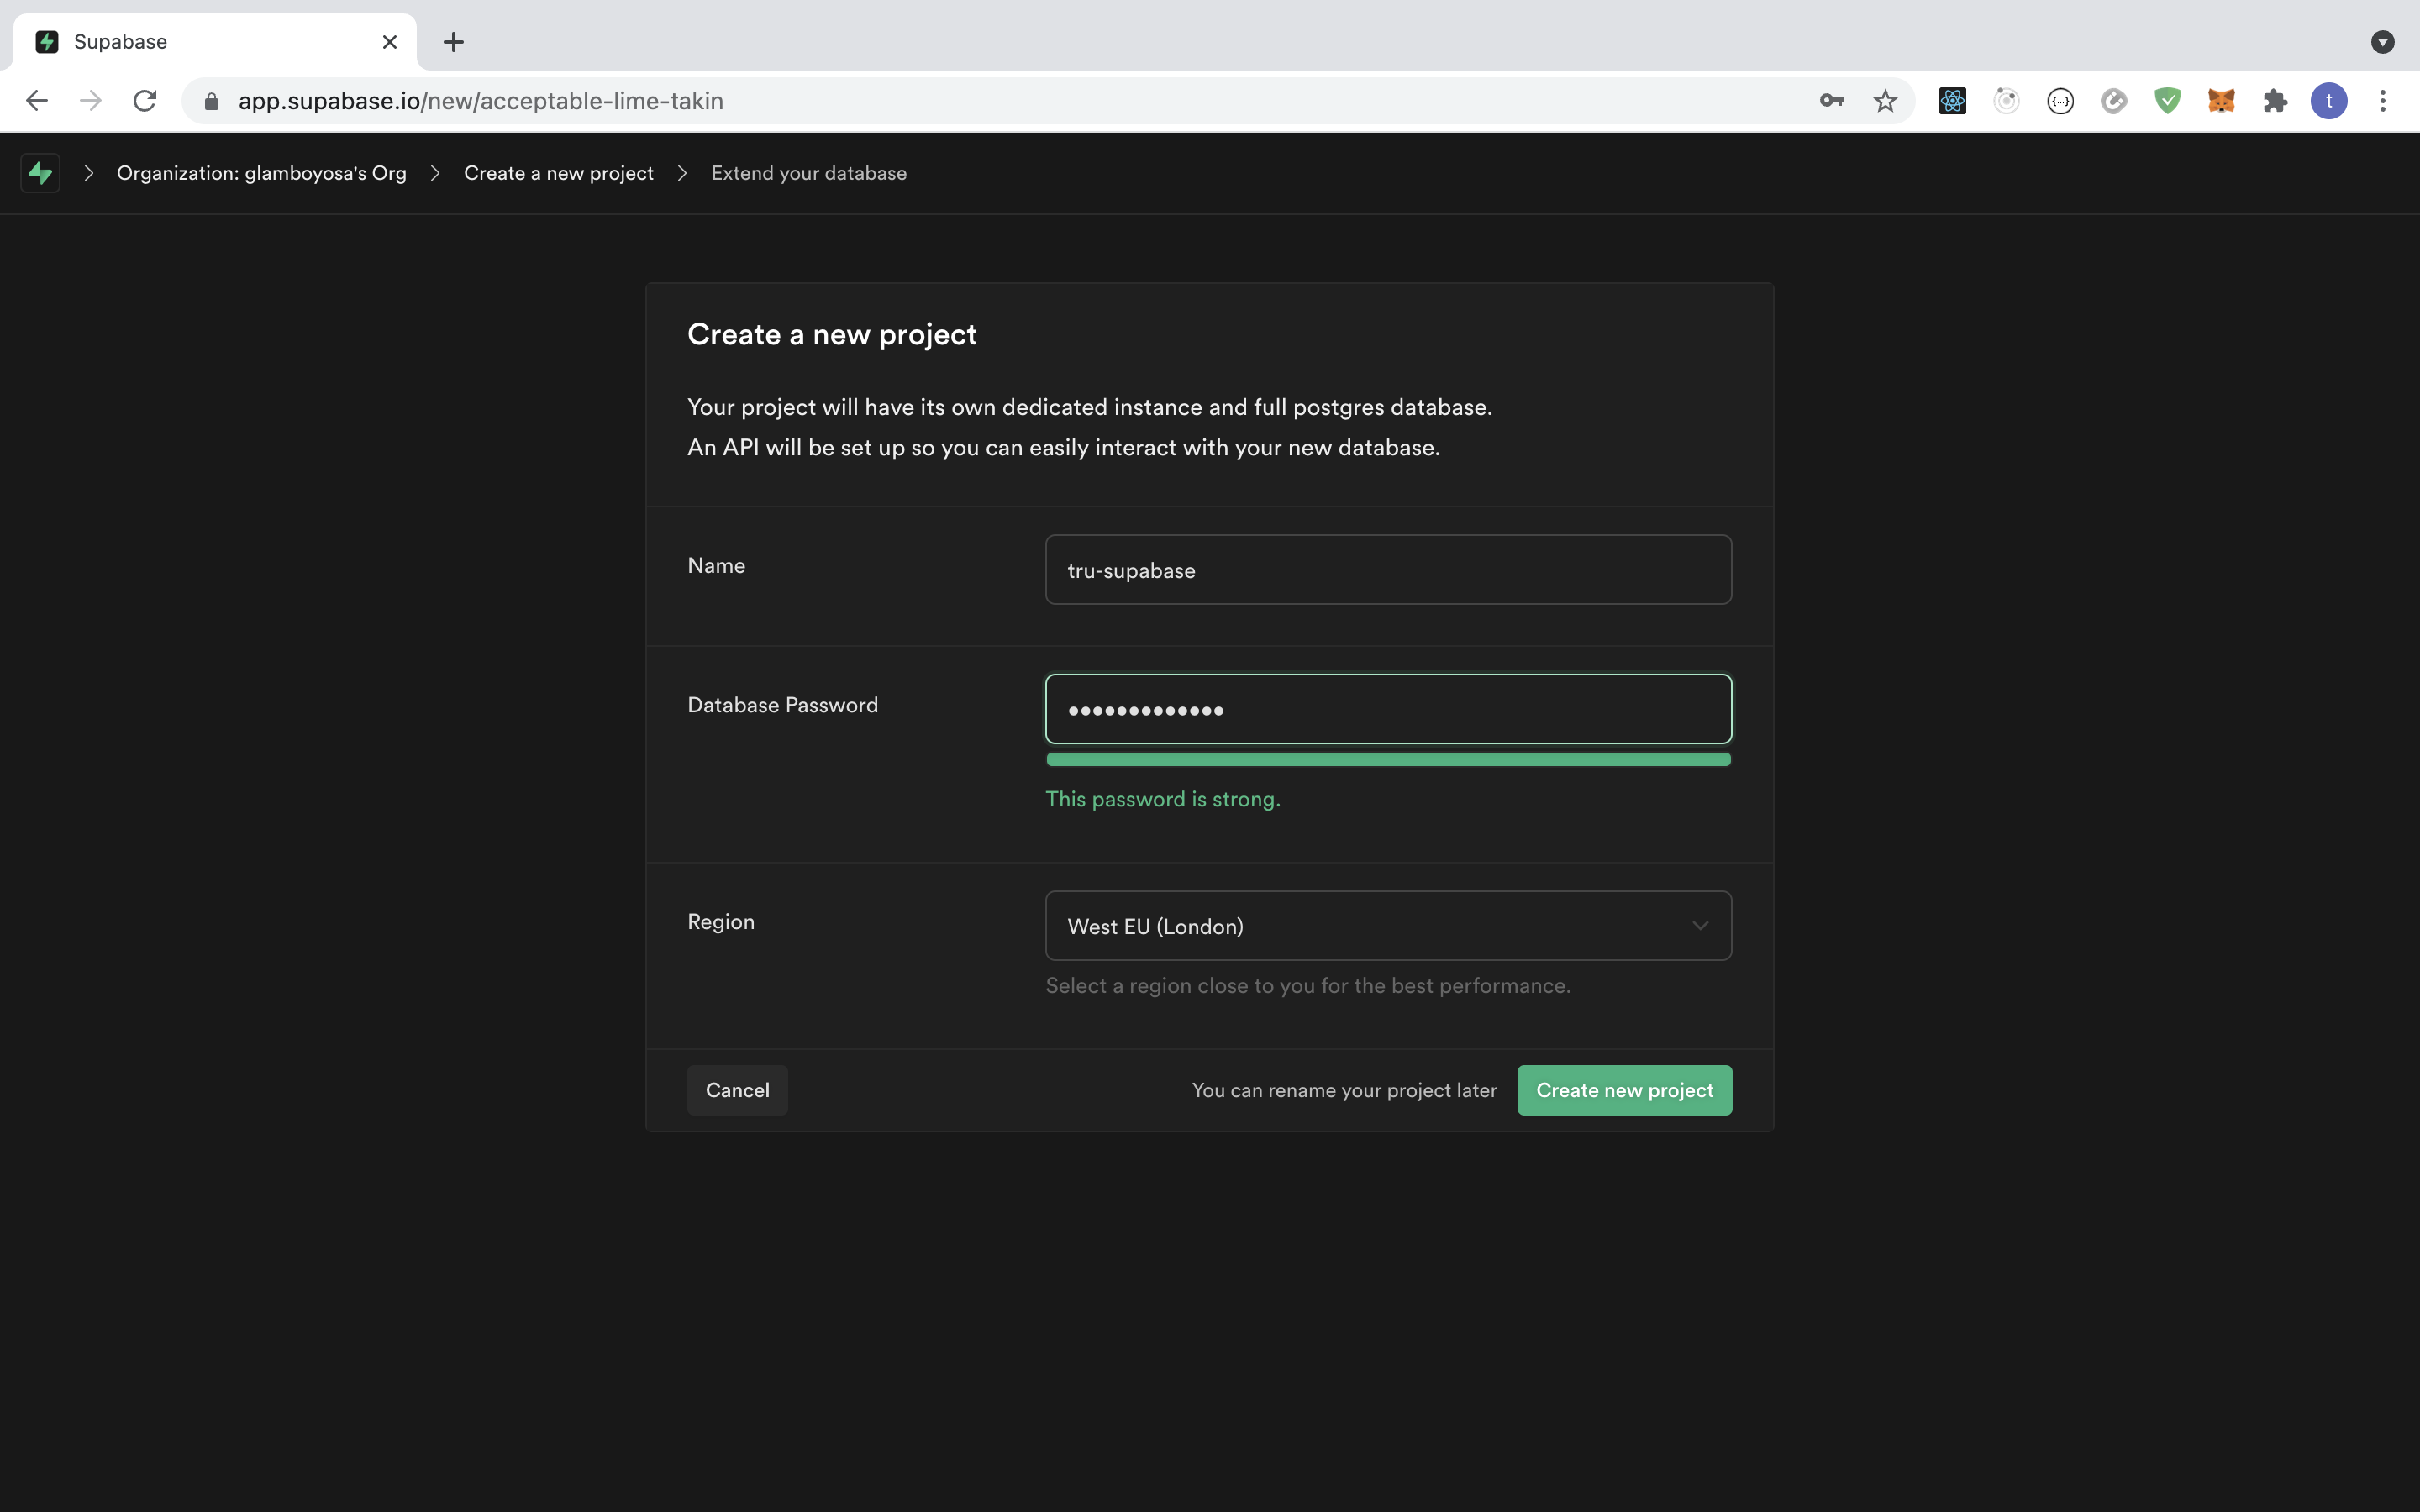 Supabase
app.supabase.io/new/acceptable-lime-takin
t
Organization: glamboyosa's Org > Create a new project > Extend your database
Create a new project
Your project will have its own dedicated instance and full postgres database.
An API will be set up so you can easily interact with your new database.
Name
tru-supabase
Database Password
•••••••••••••
This password is strong.
Region
West EU (London)
Select a region close to you for the best performance.
Cancel
You can rename your project later
Create new project